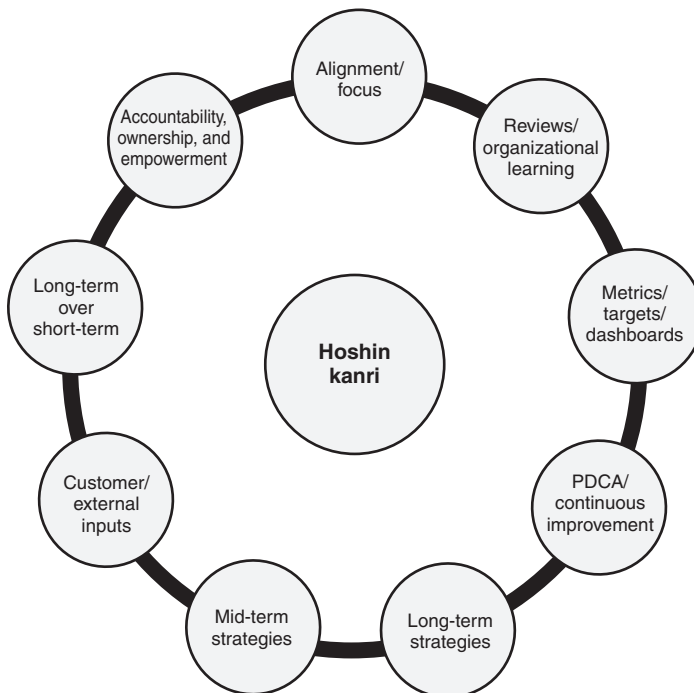 Alignment/
focus
Reviews/
organizational
learning
Metrics/
targets/
dashboards
PDCA/
continuous
improvement
Long-term
strategies
Mid-term
strategies
Customer/
external
inputs
Long-term
over
short-term
Accountability,
ownership, and
empowerment
Hoshin
kanri